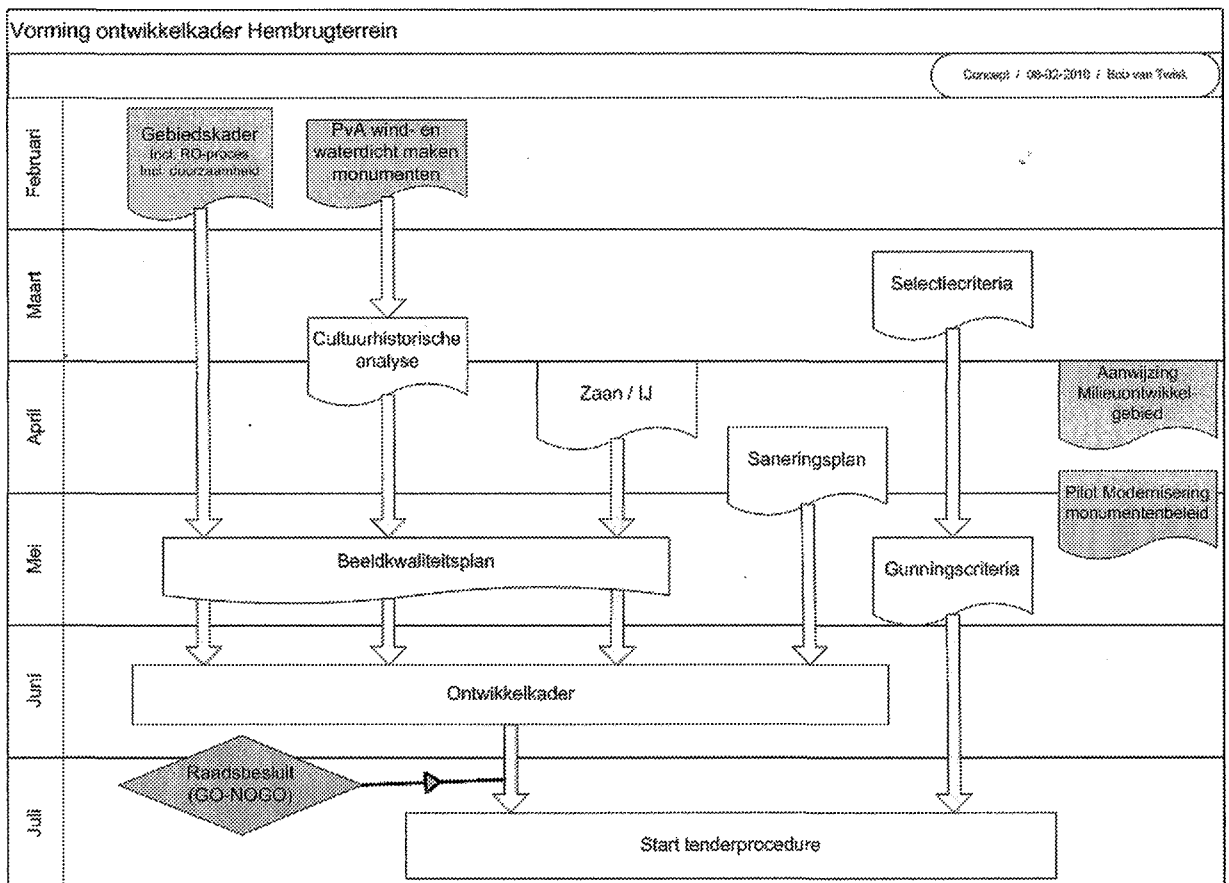 Vorming ontwikkelkader Hembrugterrein
Concept / 08-02-2010 / Bob van Twisk
Februari
Gebiedskader
Incl. RO-proces
Incl. duurzaamheid
PvA wind- en
waterdicht maken
monumenten
Maart
Selectiecriteria
Cultuurhistorische
analyse
April
Zaan / IJ
Aanwijzing
Milieuontwikkel-
gebied
Saneringsplan
Pilot Modernisering
monumentenbeleid
Mei
Beeldkwaliteitsplan
Gunningscriteria
Juni
Ontwikkelkader
Raadsbesluit
(GO-NOGO)
Juli
Start tenderprocedure